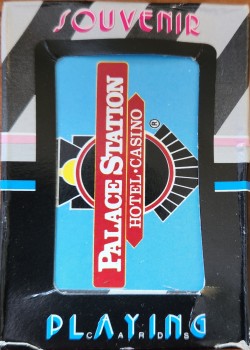 SOUVENIR
PALACE STATION
HOTEL·CASINO
®
PLAYING
CARDS